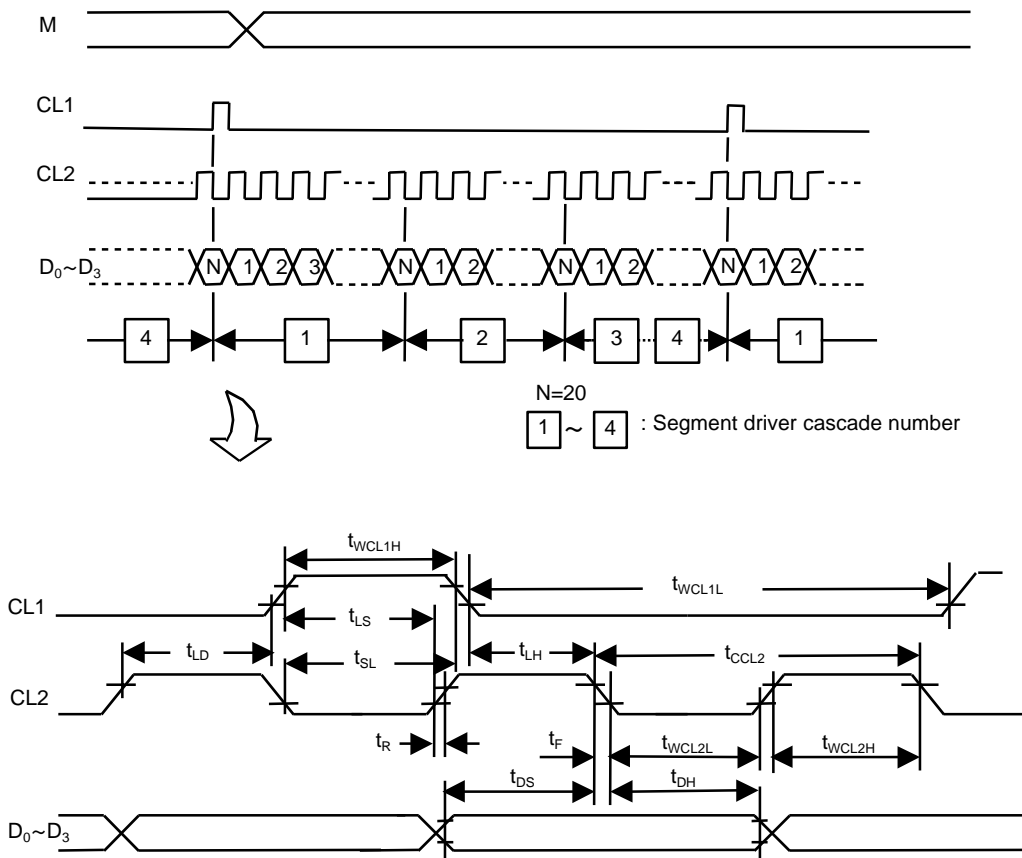 M
CL1
CL2
D₀~D₃
N 1 2 3 N 1 2 N 1 2 N 1 2
4 1 2 3 4 1
N=20
1 ~ 4 : Segment driver cascade number
tWCL1H
tWCL1L
CL1
tLS
tLD tSL tLH tCCL2
CL2
tR tF tWCL2L tWCL2H
tDS tDH
D₀~D₃